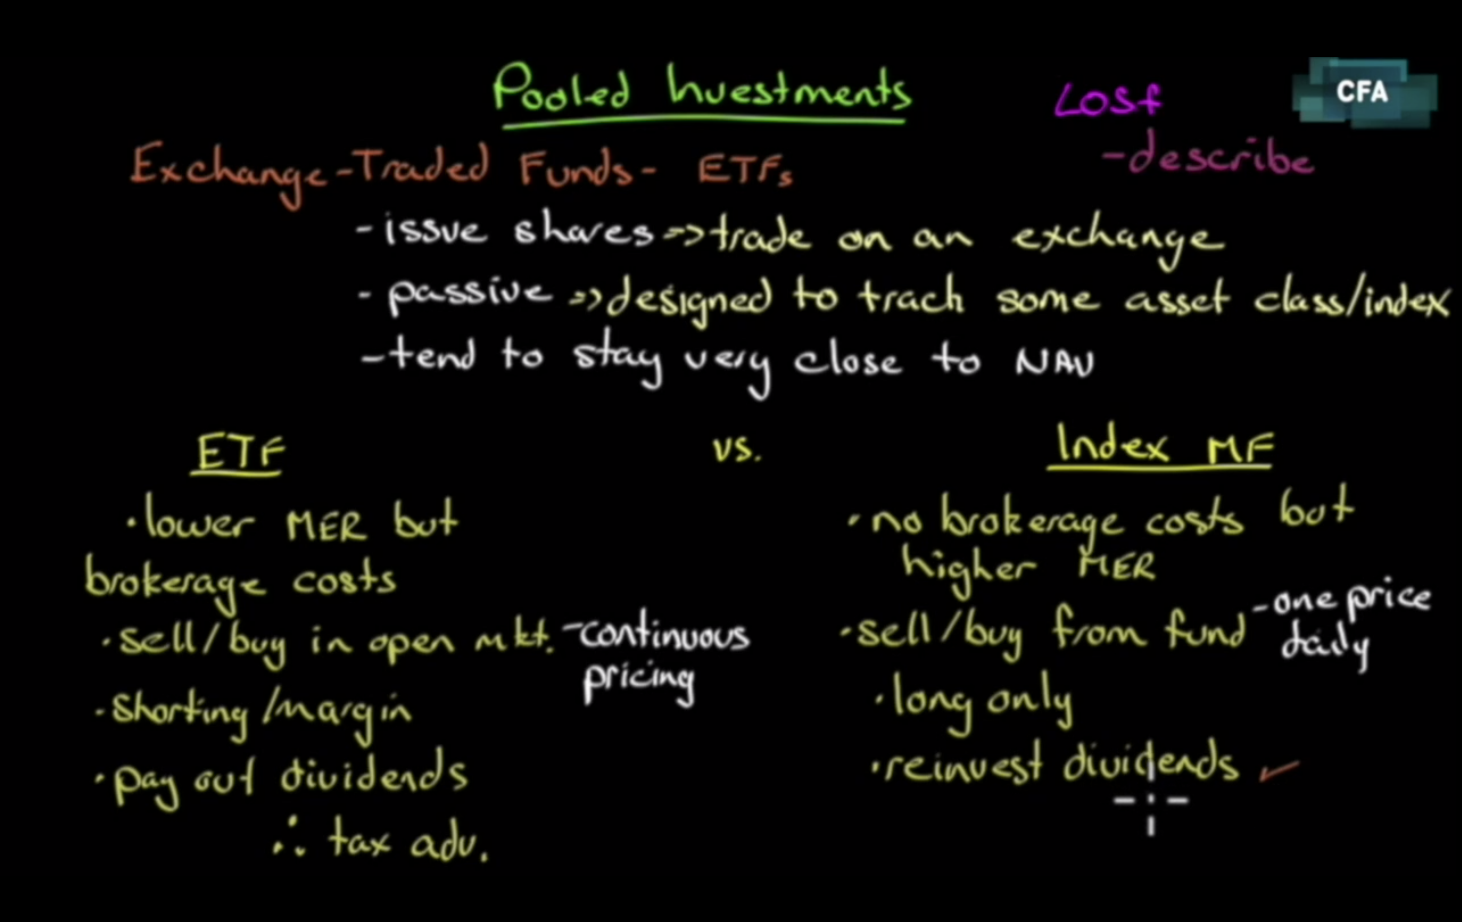 Pooled Investments
LOSf
CFA
-describe
Exchange-Traded Funds- ETFs
-issue shares=>trade on an exchange
-passive=>designed to track some asset class/index
-tend to stay very close to NAV
ETF
vs.
Index MF
·lower MER but
brokerage costs
·sell/buy in open mkt.
-continuous
pricing
·shorting/margin
·pay out dividends
∴ tax adv.
·no brokerage costs but
higher MER
·sell/buy from fund
-one price
daily
·long only
·reinvest dividends ✓